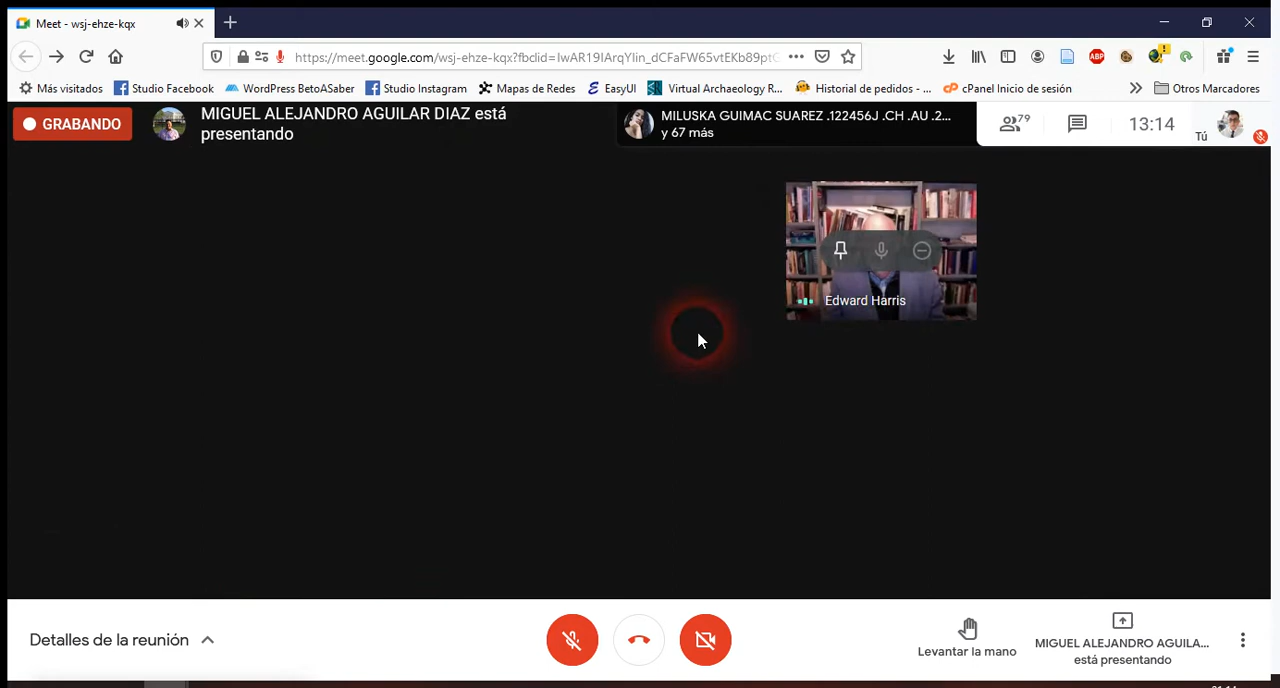 Meet - wsj-ehze-kqx
https://meet.google.com/wsj-ehze-kqx?fbclid=IwAR19IArqYIin_dCFaFW65vtEKb89ptG
Más visitados Studio Facebook WordPress BetoASaber Studio Instagram Mapas de Redes EasyUI Virtual Archaeology R... Historial de pedidos - ... cPanel Inicio de sesión Otros Marcadores
GRABANDO
MIGUEL ALEJANDRO AGUILAR DIAZ está
presentando
MILUSKA GUIMAC SUAREZ .122456J .CH .AU .2...
y 67 más
79
13:14
Tú
Edward Harris
Detalles de la reunión
Levantar la mano
MIGUEL ALEJANDRO AGUILA...
está presentando